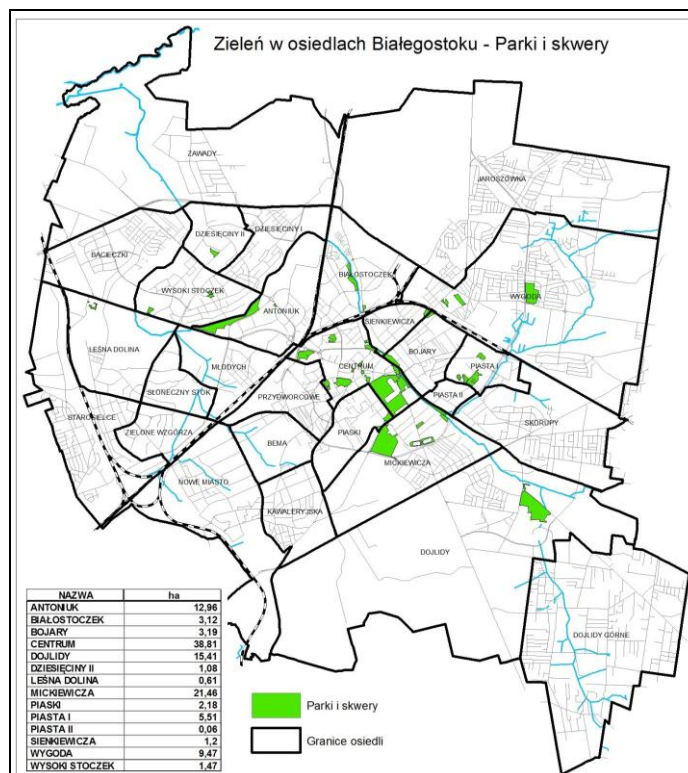 Zieleń w osiedlach Białegostoku - Parki i skwery
ZAWADY
JAROSZÓWKA
DZIESIĘCINY II
DZIESIĘCINY I
BACIECZKI
BIAŁOSTOCZEK
WYSOKI STOCZEK
WYGODA
ANTONIUK
SIENKIEWICZA
LEŚNA DOLINA
BOJARY
MŁODYCH
CENTRUM
PIASTA I
SŁONECZNY STOK
PRZYDWORCOWE
PIASTA II
STAROSIELCE
SKORUPY
ZIELONE WZGÓRZA
PIASKI
BEMA
MICKIEWICZA
NOWE MIASTO
KAWALERYJSKA
DOJLIDY
DOJLIDY GÓRNE
NAZWA ha
ANTONIUK 12,96
BIAŁOSTOCZEK 3,12
BOJARY 3,19
CENTRUM 38,81
DOJLIDY 15,41
DZIESIĘCINY II 1,08
LEŚNA DOLINA 0,61
MICKIEWICZA 21,46
PIASKI 2,18
PIASTA I 5,51
PIASTA II 0,06
SIENKIEWICZA 1,2
WYGODA 9,47
WYSOKI STOCZEK 1,47
Parki i skwery
Granice osiedli